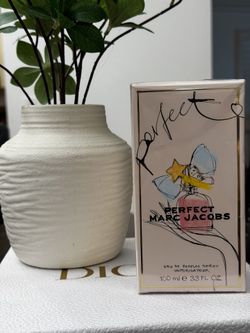 perfect
PERFECT
MARC JACOBS
EAU DE PARFUM SPRAY
VAPORISATEUR
100 ml e 3.3 FL. OZ.
DIO